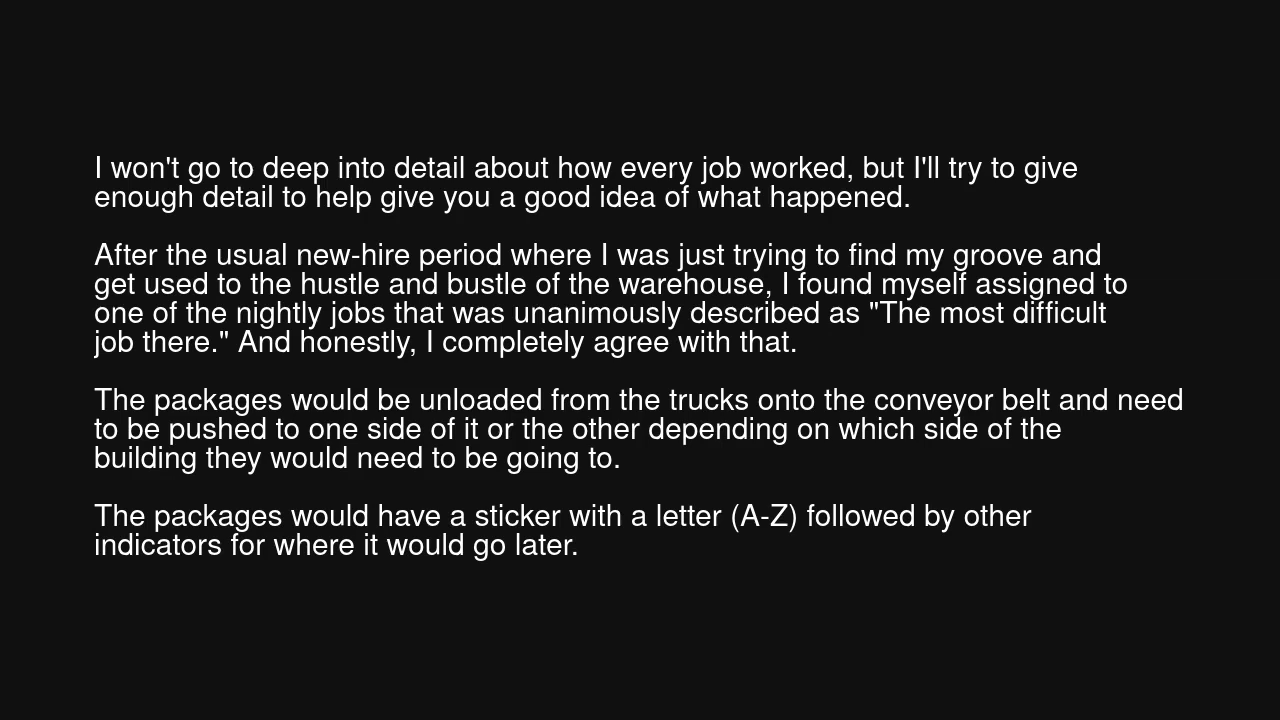 I won't go to deep into detail about how every job worked, but I'll try to give
enough detail to help give you a good idea of what happened.
After the usual new-hire period where I was just trying to find my groove and
get used to the hustle and bustle of the warehouse, I found myself assigned to
one of the nightly jobs that was unanimously described as "The most difficult
job there." And honestly, I completely agree with that.
The packages would be unloaded from the trucks onto the conveyor belt and need
to be pushed to one side of it or the other depending on which side of the
building they would need to be going to.
The packages would have a sticker with a letter (A-Z) followed by other
indicators for where it would go later.